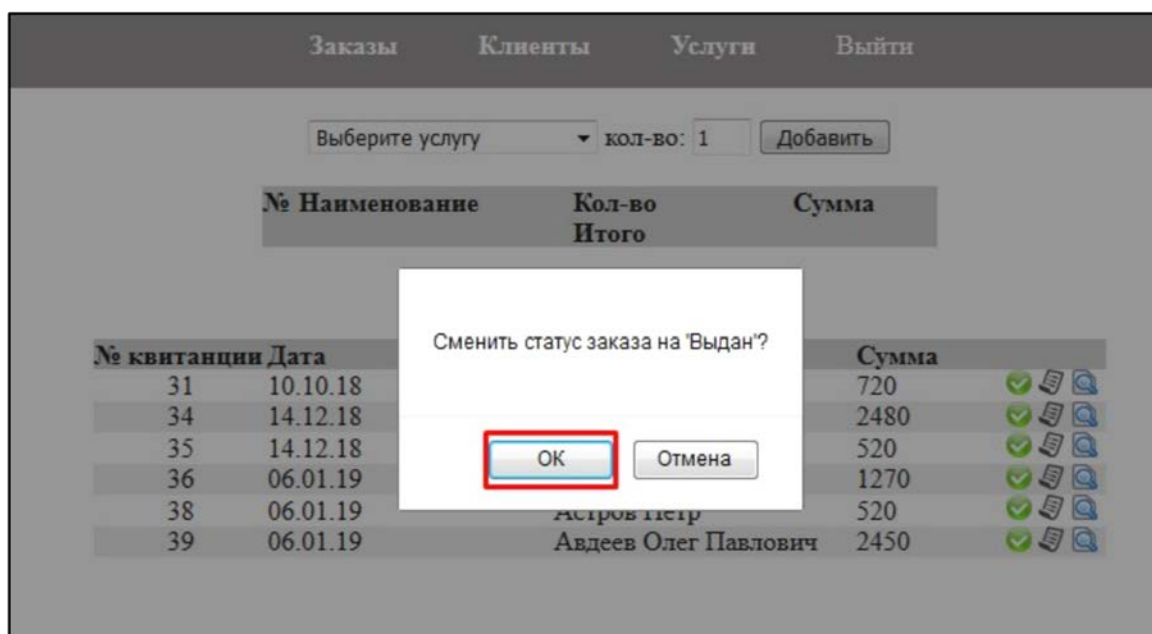 Заказы Клиенты Услуги Выйти
Выберите услугу кол-во: 1 Добавить
№ Наименование Кол-во Сумма
Итого
Сменить статус заказа на 'Выдан'?
№ квитанции Дата Сумма
31 10.10.18 720
34 14.12.18 2480
35 14.12.18 520
OK Отмена
36 06.01.19 1270
38 06.01.19 Астров Петр 520
39 06.01.19 Авдеев Олег Павлович 2450